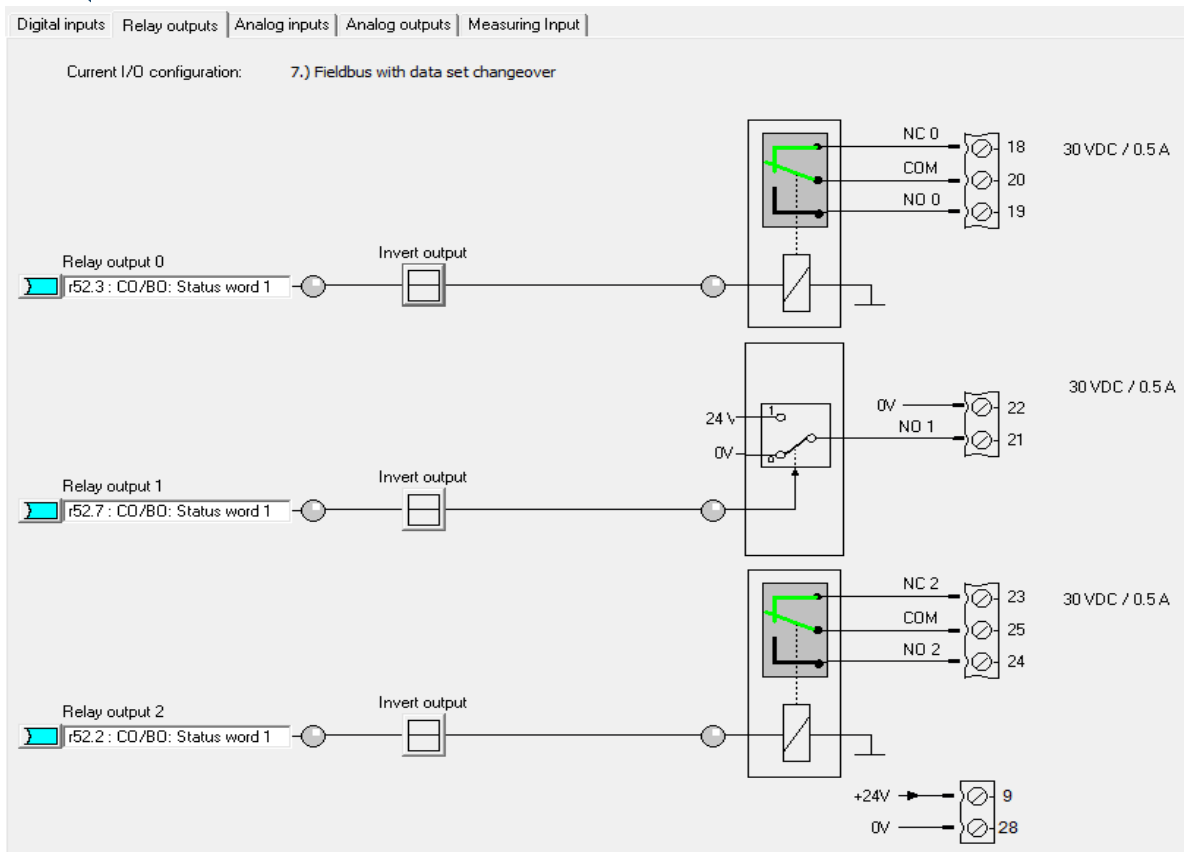 Digital inputs Relay outputs Analog inputs Analog outputs Measuring Input
Current I/O configuration: 7.) Fieldbus with data set changeover
NC 0 18 30 VDC / 0.5 A
COM 20
NO 0 19
Relay output 0 Invert output
r52.3 : CO/BO: Status word 1
24 V 1 0V 22 30 VDC / 0.5 A
0V 0 NO 1 21
Relay output 1 Invert output
r52.7 : CO/BO: Status word 1
NC 2 23 30 VDC / 0.5 A
COM 25
NO 2 24
Relay output 2 Invert output
r52.2 : CO/BO: Status word 1
+24V 9
0V 28